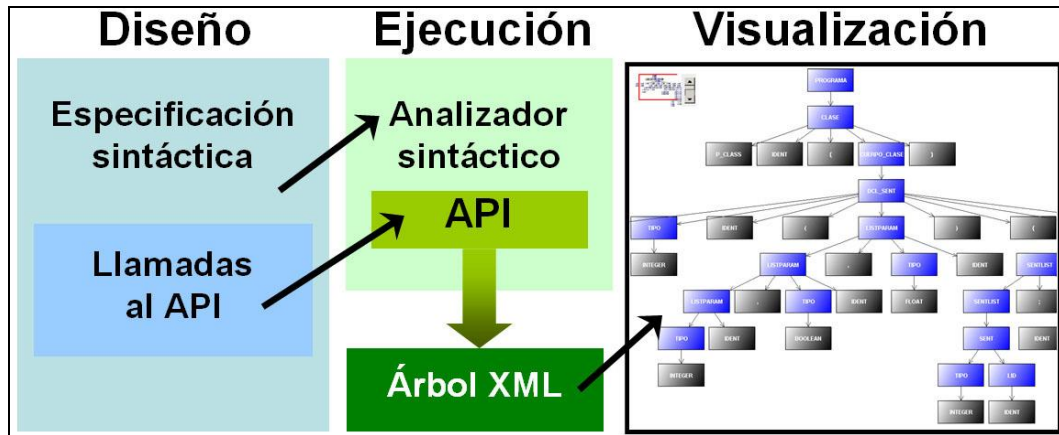 Diseño
Ejecución
Visualización
Especificación
sintáctica
Llamadas
al API
Analizador
sintáctico
API
Árbol XML
PROGRAMA
CLASE
P_CLASS IDENT { CUERPO_CLASE }
DCL_SENT
TIPO IDENT ( LISTPARAM ) {
INTEGER LISTPARAM , TIPO IDENT SENTLIST
LISTPARAM , TIPO IDENT FLOAT SENTLIST ;
TIPO IDENT BOOLEAN SENT IDENT
INTEGER TIPO LID
INTEGER IDENT